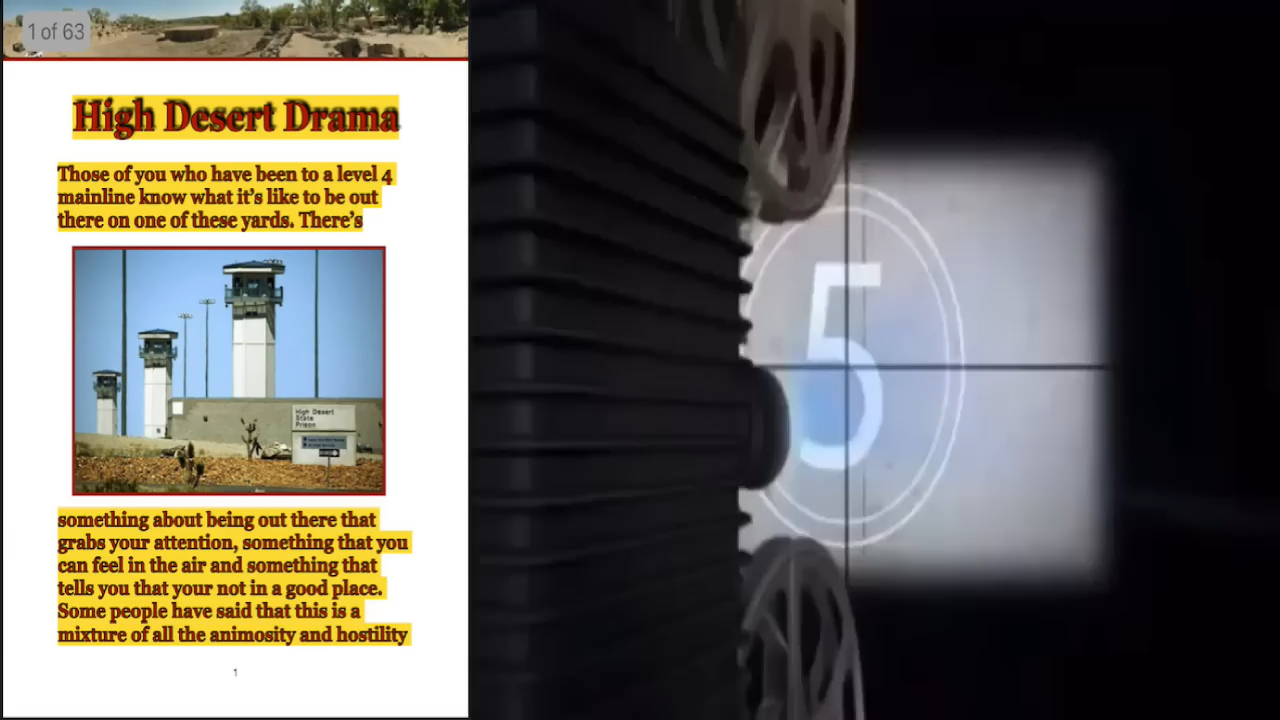 1 of 63
High Desert Drama
Those of you who have been to a level 4
mainline know what it's like to be out
there on one of these yards. There's
High Desert
State
Prison
something about being out there that
grabs your attention, something that you
can feel in the air and something that
tells you that your not in a good place.
Some people have said that this is a
mixture of all the animosity and hostility
1
5